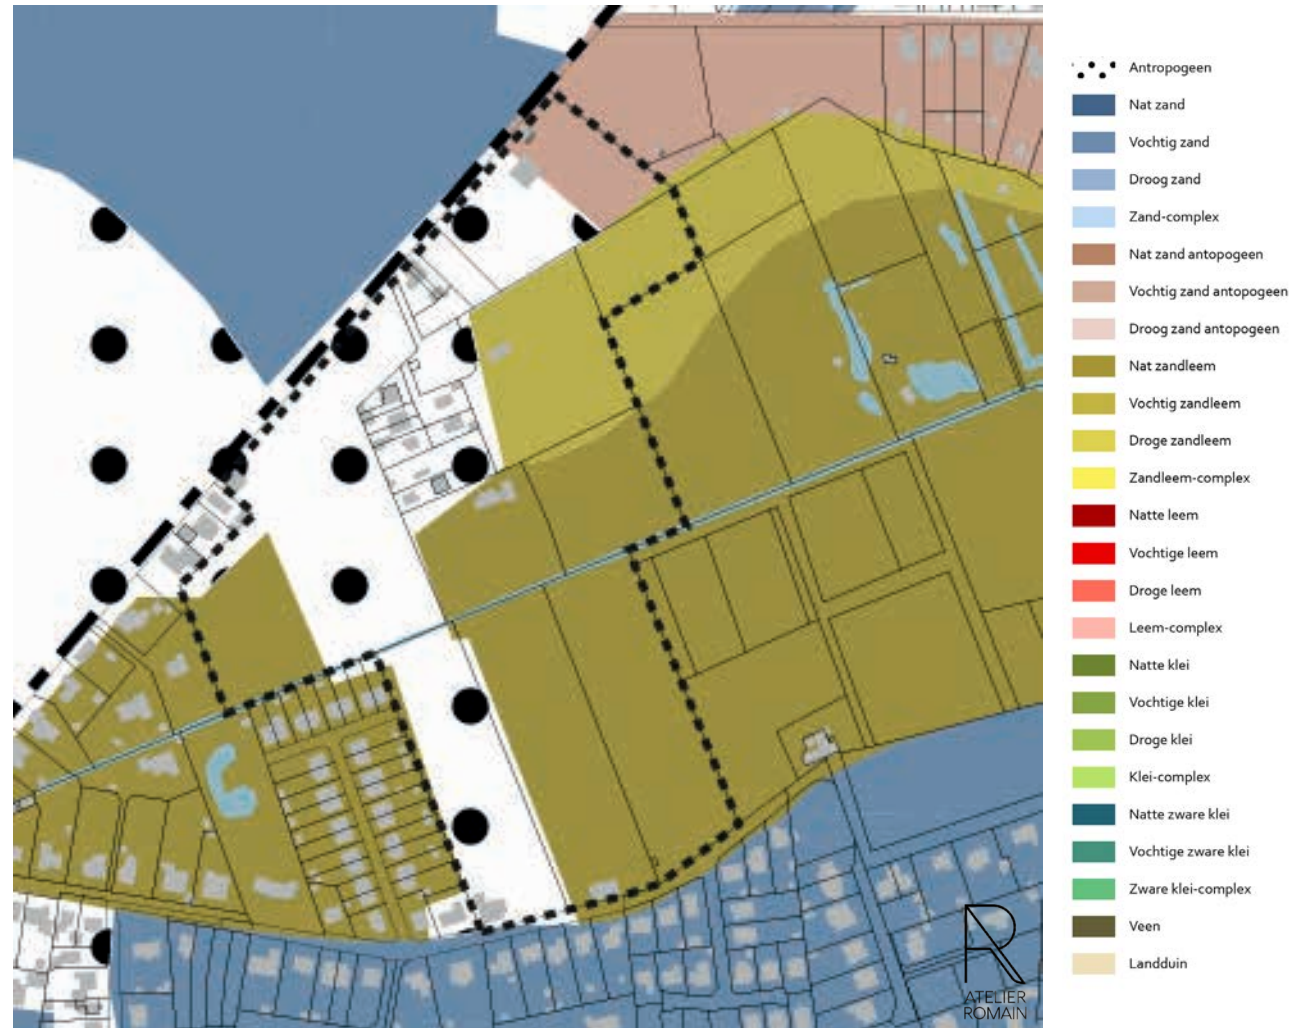 Antropogeen
Nat zand
Vochtig zand
Droog zand
Zand-complex
Nat zand antopogeen
Vochtig zand antopogeen
Droog zand antopogeen
Nat zandleem
Vochtig zandleem
Droge zandleem
Zandleem-complex
Natte leem
Vochtige leem
Droge leem
Leem-complex
Natte klei
Vochtige klei
Droge klei
Klei-complex
Natte zware klei
Vochtige zware klei
Zware klei-complex
Veen
Landduin
R
ATELIER
ROMAIN